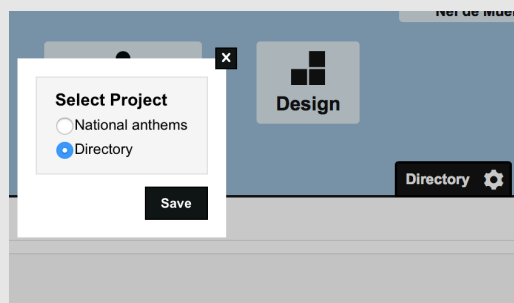 Select Project
National anthems
Directory
Save
X
Design
Directory